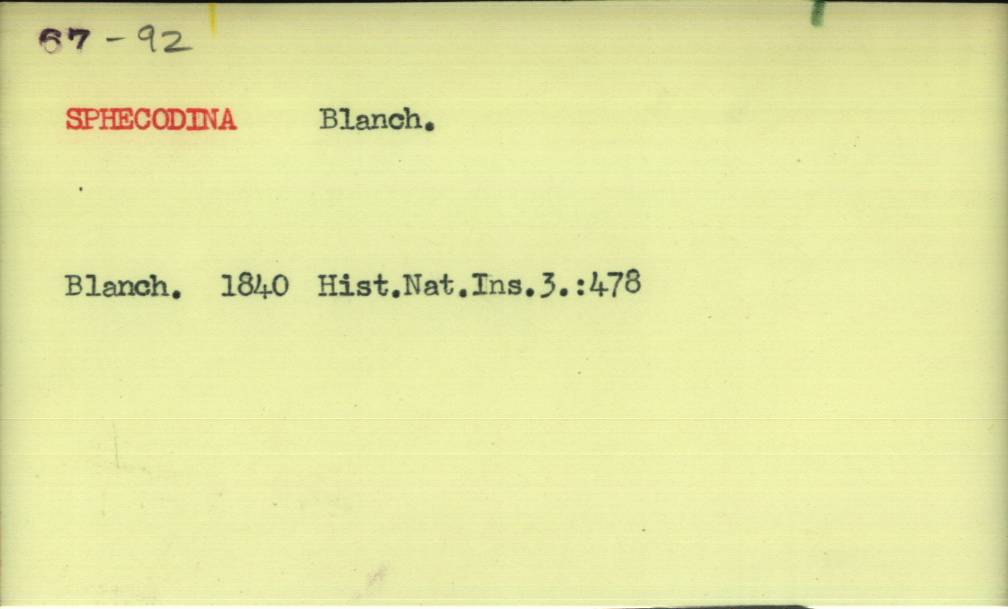 67-92
SPHECODINA Blanch.
Blanch. 1840 Hist.Nat.Ins.3.:478